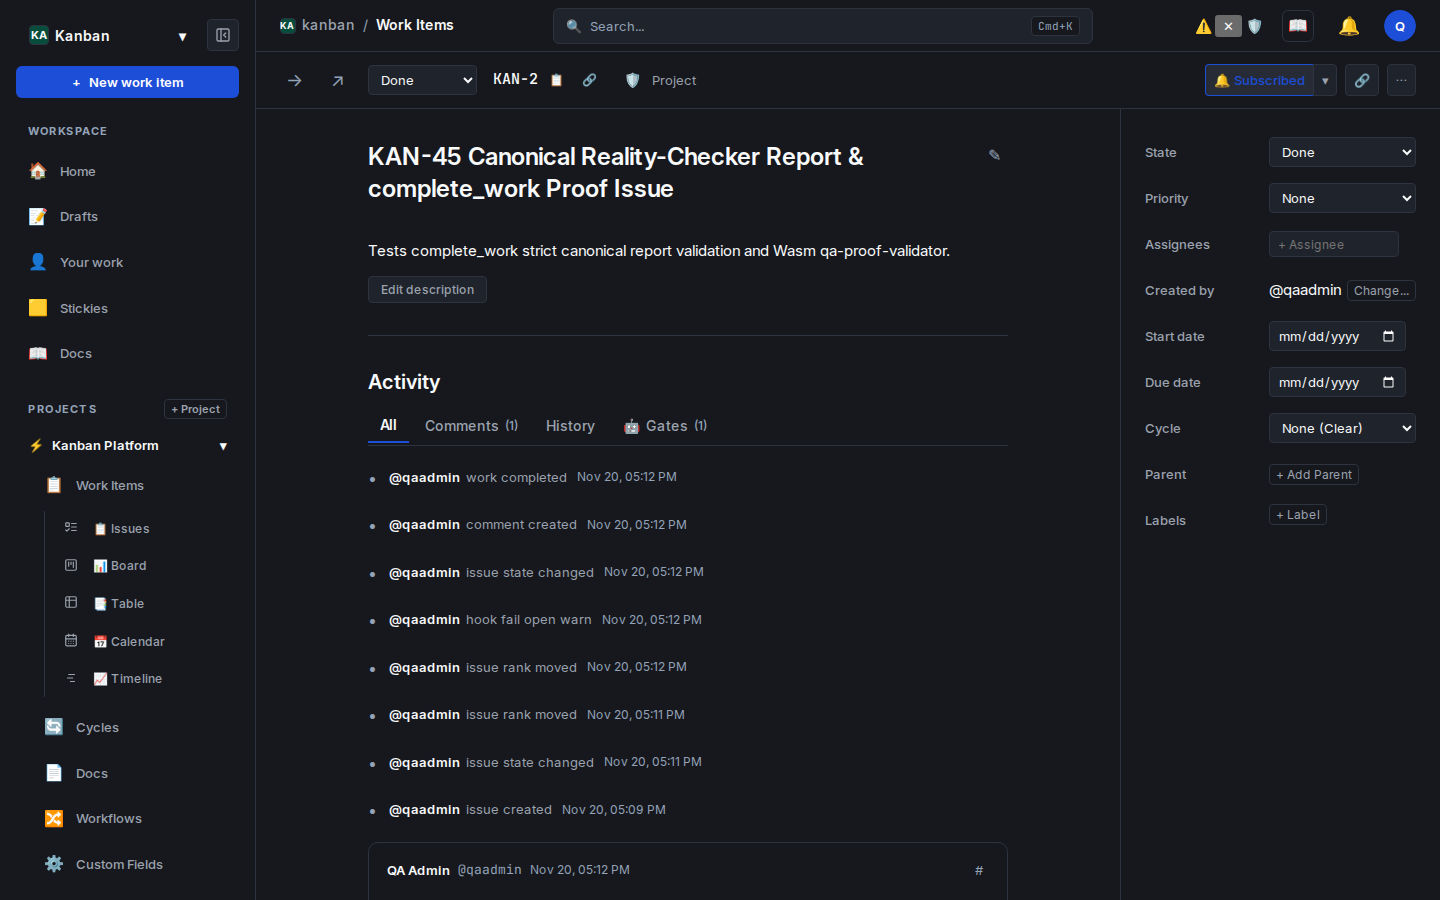 KA Kanban ▾
+ New work item
WORKSPACE
🏠 Home
📝 Drafts
👤 Your work
🟨 Stickies
📖 Docs
PROJECTS + Project
⚡ Kanban Platform ▾
📋 Work Items
📋 Issues
📊 Board
📑 Table
📅 Calendar
📈 Timeline
🔄 Cycles
📄 Docs
🔀 Workflows
⚙️ Custom Fields
KA kanban / Work Items
🔍 Search... Cmd+K
⚠️ ✕ 🛡️ 📖 🔔 Q
→ ↗ Done KAN-2 📋 🔗 🛡️ Project
🔔 Subscribed ▾ 🔗 ···
KAN-45 Canonical Reality-Checker Report &
complete_work Proof Issue
✎
Tests complete_work strict canonical report validation and Wasm qa-proof-validator.
Edit description
Activity
All Comments (1) History 🤖 Gates (1)
• @qaadmin work completed Nov 20, 05:12 PM
• @qaadmin comment created Nov 20, 05:12 PM
• @qaadmin issue state changed Nov 20, 05:12 PM
• @qaadmin hook fail open warn Nov 20, 05:12 PM
• @qaadmin issue rank moved Nov 20, 05:12 PM
• @qaadmin issue rank moved Nov 20, 05:11 PM
• @qaadmin issue state changed Nov 20, 05:11 PM
• @qaadmin issue created Nov 20, 05:09 PM
QA Admin @qaadmin Nov 20, 05:12 PM #
State Done
Priority None
Assignees + Assignee
Created by @qaadmin Change...
Start date mm/dd/yyyy
Due date mm/dd/yyyy
Cycle None (Clear)
Parent + Add Parent
Labels + Label